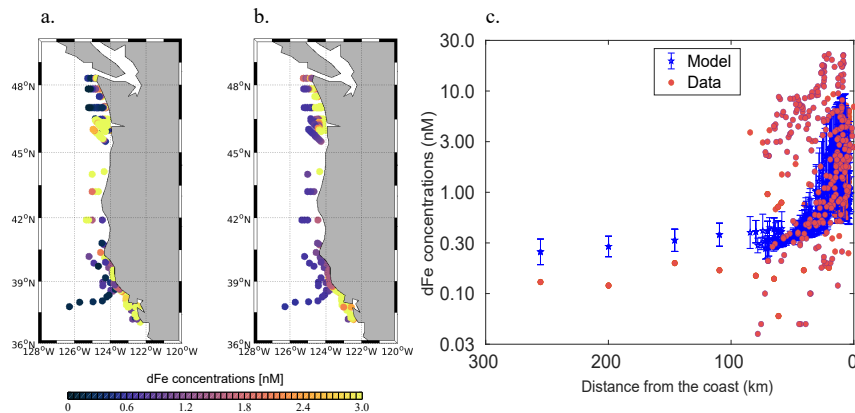 a.
b.
c.
48°N
45°N
42°N
39°N
36°N
128°W 126°W 124°W 122°W 120°W
48°N
45°N
42°N
39°N
36°N
128°W 126°W 124°W 122°W 120°W
dFe concentrations [nM]
0 0.6 1.2 1.8 2.4 3.0
dFe concentrations (nM)
30.0
10.0
3.00
1.00
0.30
0.10
0.03
Model
Data
300 200 100 0
Distance from the coast (km)